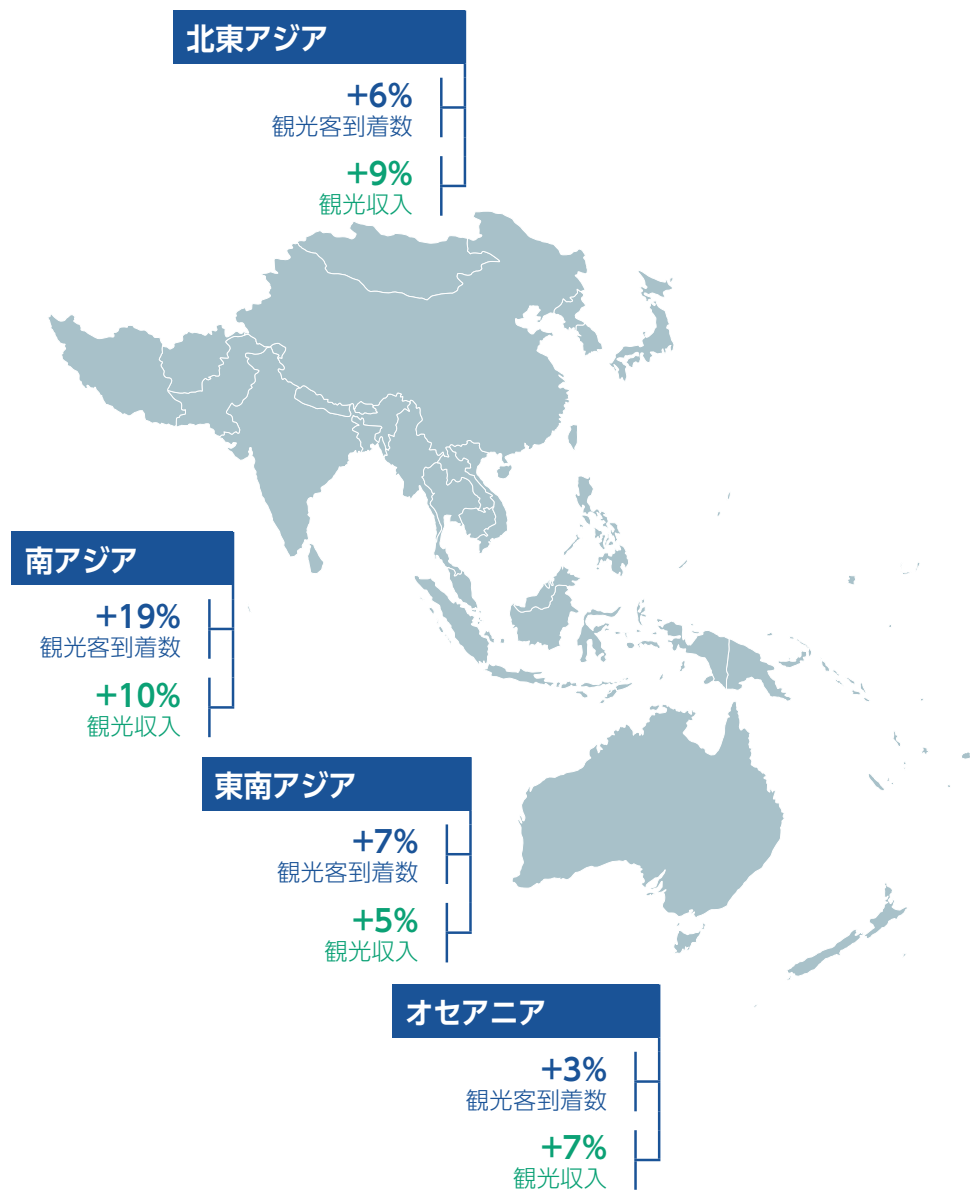 北東アジア
+6%
観光客到着数
+9%
観光収入
南アジア
+19%
観光客到着数
+10%
観光収入
東南アジア
+7%
観光客到着数
+5%
観光収入
オセアニア
+3%
観光客到着数
+7%
観光収入